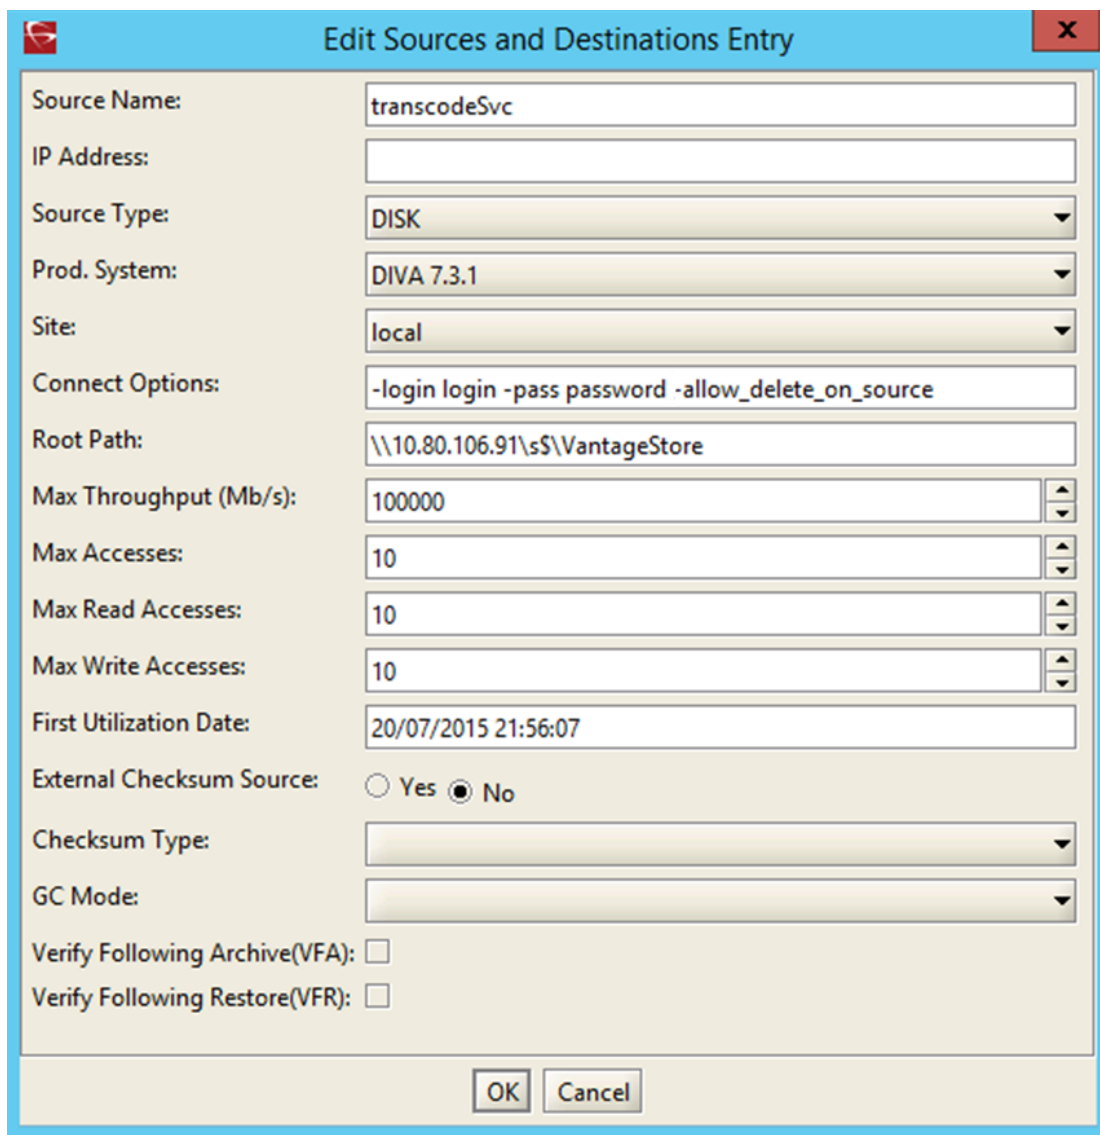 Edit Sources and Destinations Entry
x
Source Name: transcodeSvc
IP Address:
Source Type: DISK
Prod. System: DIVA 7.3.1
Site: local
Connect Options: -login login -pass password -allow_delete_on_source
Root Path: \\10.80.106.91\s$\VantageStore
Max Throughput (Mb/s): 100000
Max Accesses: 10
Max Read Accesses: 10
Max Write Accesses: 10
First Utilization Date: 20/07/2015 21:56:07
External Checksum Source: Yes No
Checksum Type:
GC Mode:
Verify Following Archive(VFA):
Verify Following Restore(VFR):
OK Cancel